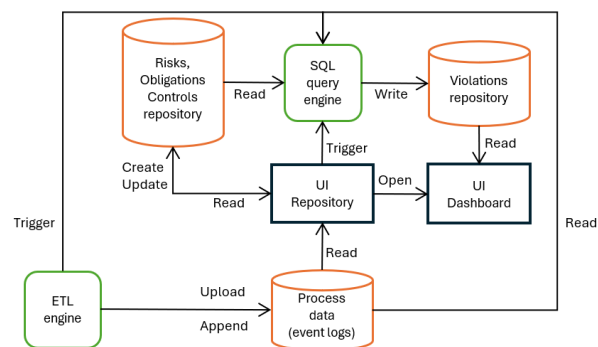 Risks,
Obligations
Controls
repository
Read
SQL
query
engine
Write
Violations
repository
Trigger
Read
Create
Update
Read
UI
Repository
Open
UI
Dashboard
Trigger
Read
Read
ETL
engine
Upload
Append
Process
data
(event logs)